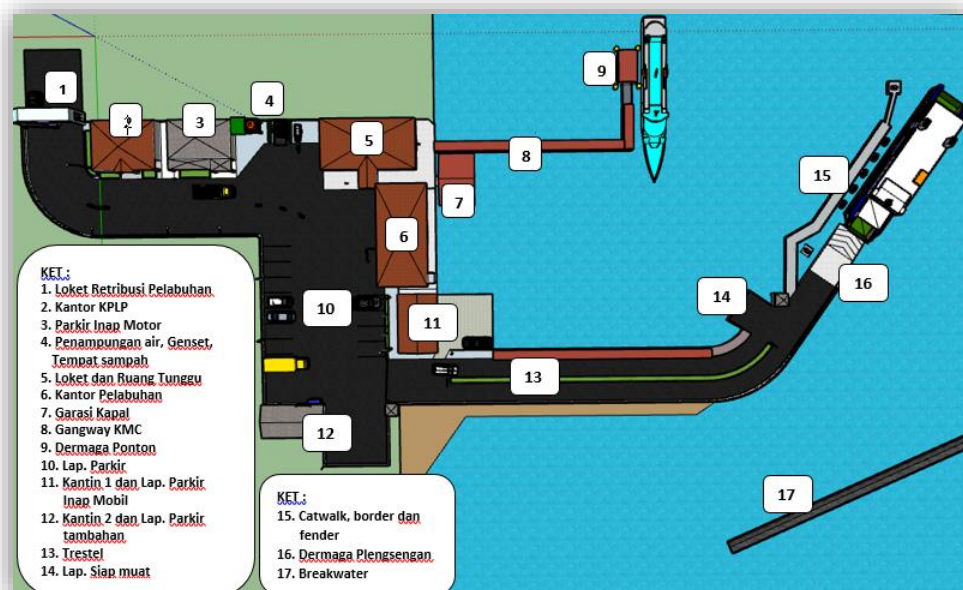 1
2
3
4
5
6
7
8
9
10
11
12
13
14
15
16
17
KET :
1. Loket Retribusi Pelabuhan
2. Kantor KPLP
3. Parkir Inap Motor
4. Penampungan air, Genset,
Tempat sampah
5. Loket dan Ruang Tunggu
6. Kantor Pelabuhan
7. Garasi Kapal
8. Gangway KMC
9. Dermaga Ponton
10. Lap. Parkir
11. Kantin 1 dan Lap. Parkir
Inap Mobil
12. Kantin 2 dan Lap. Parkir
tambahan
13. Trestel
14. Lap. Siap muat
KET :
15. Catwalk, border dan
fender
16. Dermaga Plengsengan
17. Breakwater